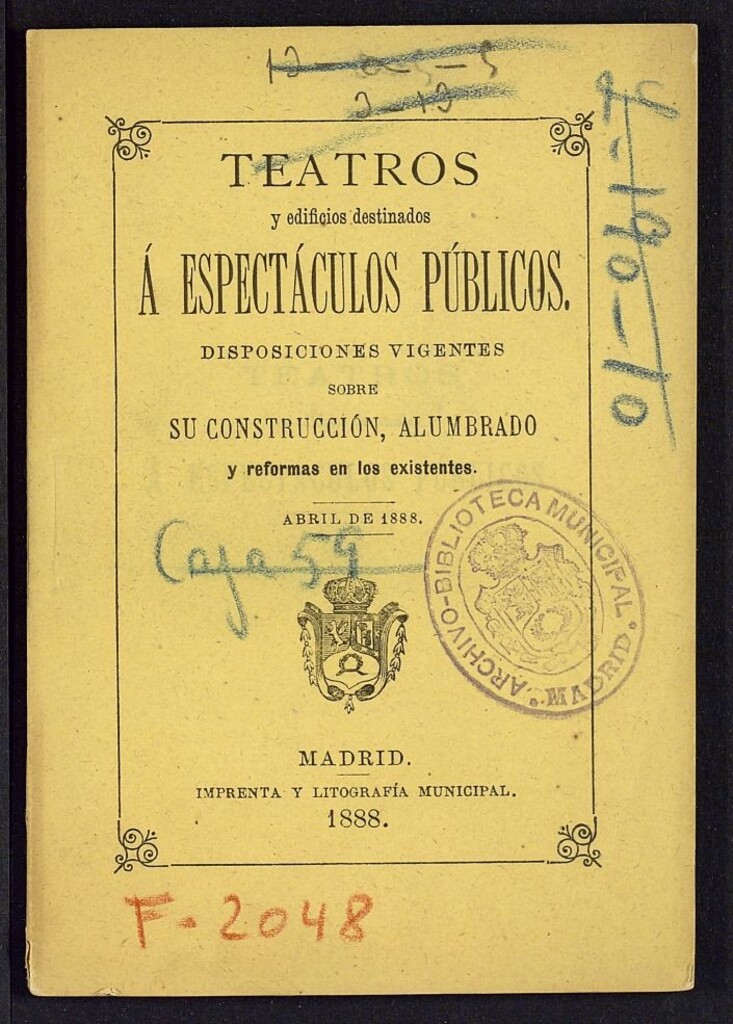 TEATROS
y edificios destinados
Á ESPECTÁCULOS PÚBLICOS.
DISPOSICIONES VIGENTES
SOBRE
SU CONSTRUCCIÓN, ALUMBRADO
y reformas en los existentes.
ABRIL DE 1888.
Caja 59
ARCHIVO-BIBLIOTECA MUNICIPAL
MADRID
MADRID.
IMPRENTA Y LITOGRAFÍA MUNICIPAL.
1888.
F-2048